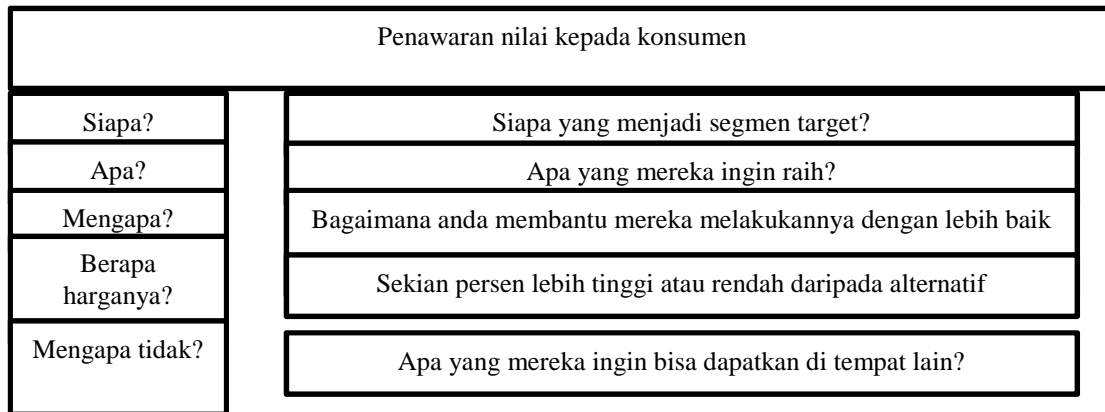 Penawaran nilai kepada konsumen
Siapa?
Siapa yang menjadi segmen target?
Apa?
Apa yang mereka ingin raih?
Mengapa?
Bagaimana anda membantu mereka melakukannya dengan lebih baik
Berapa
harganya?
Sekian persen lebih tinggi atau rendah daripada alternatif
Mengapa tidak?
Apa yang mereka ingin bisa dapatkan di tempat lain?